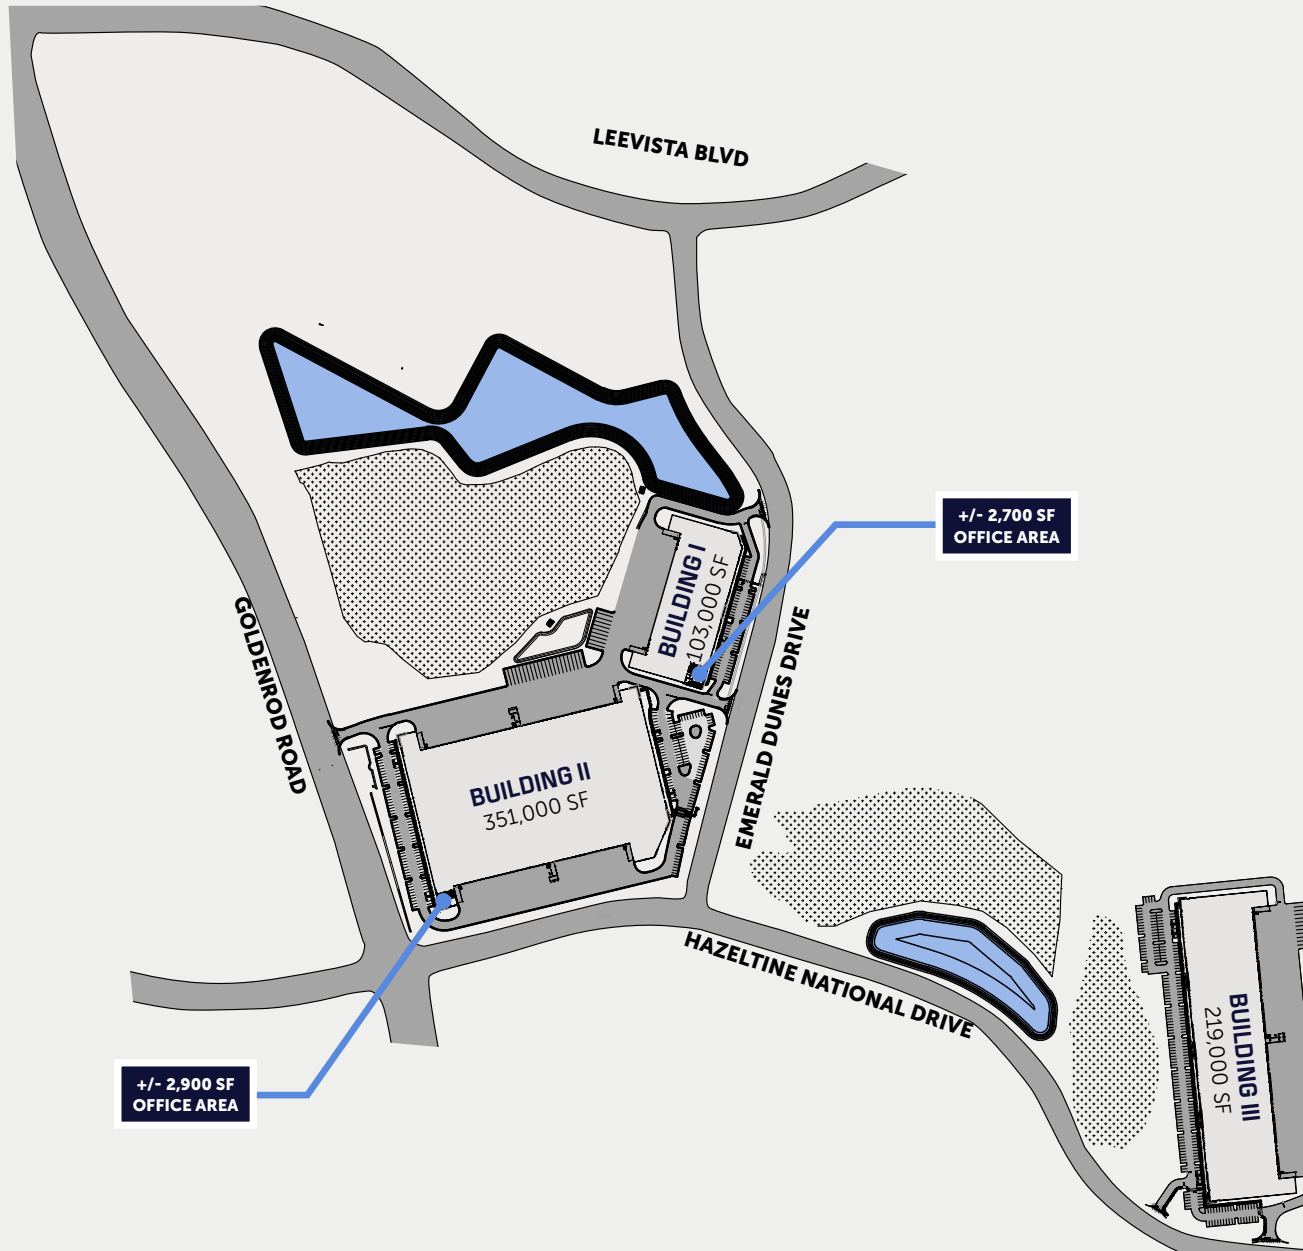 LEEVISTA BLVD
+/- 2,700 SF
OFFICE AREA
BUILDING I
103,000 SF
GOLDENROD ROAD
EMERALD DUNES DRIVE
BUILDING II
351,000 SF
HAZELTINE NATIONAL DRIVE
BUILDING III
219,000 SF
+/- 2,900 SF
OFFICE AREA